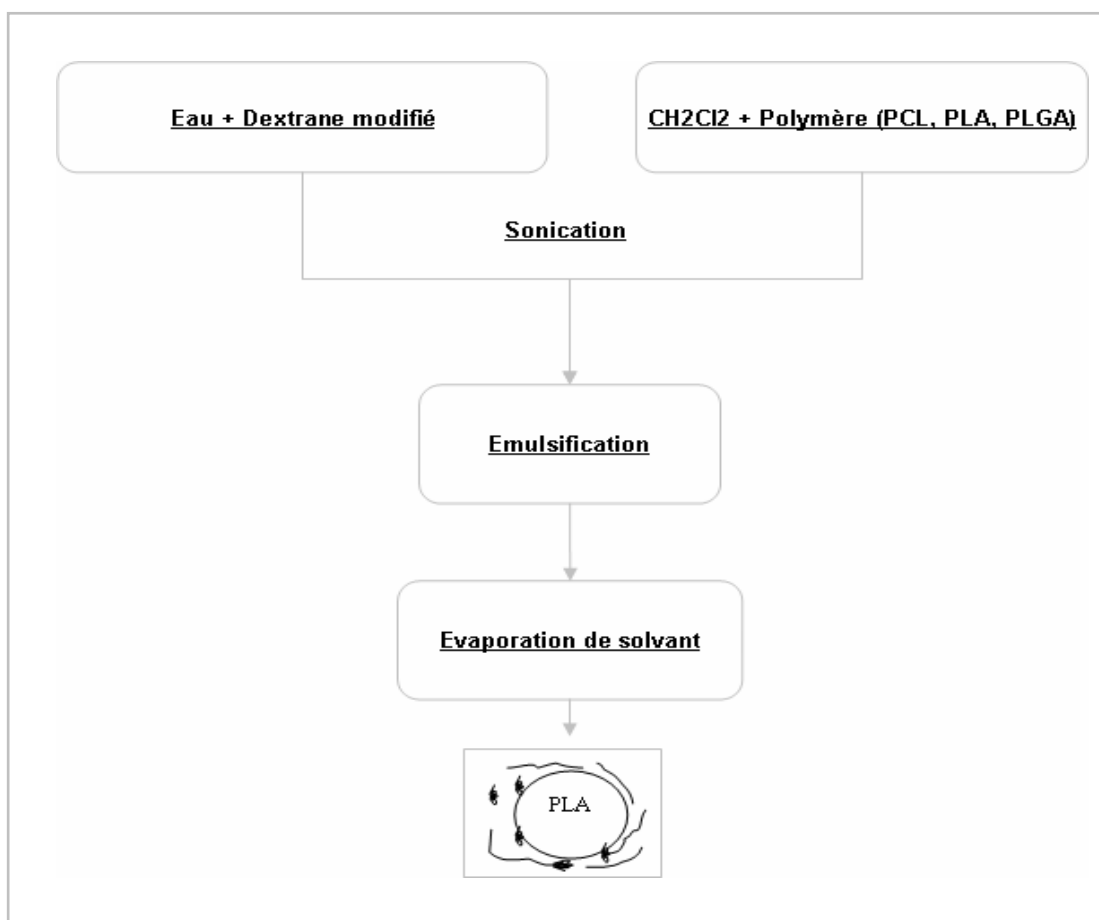 Eau + Dextrane modifié
CH2Cl2 + Polymère (PCL, PLA, PLGA)
Sonication
Emulsification
Evaporation de solvant
PLA